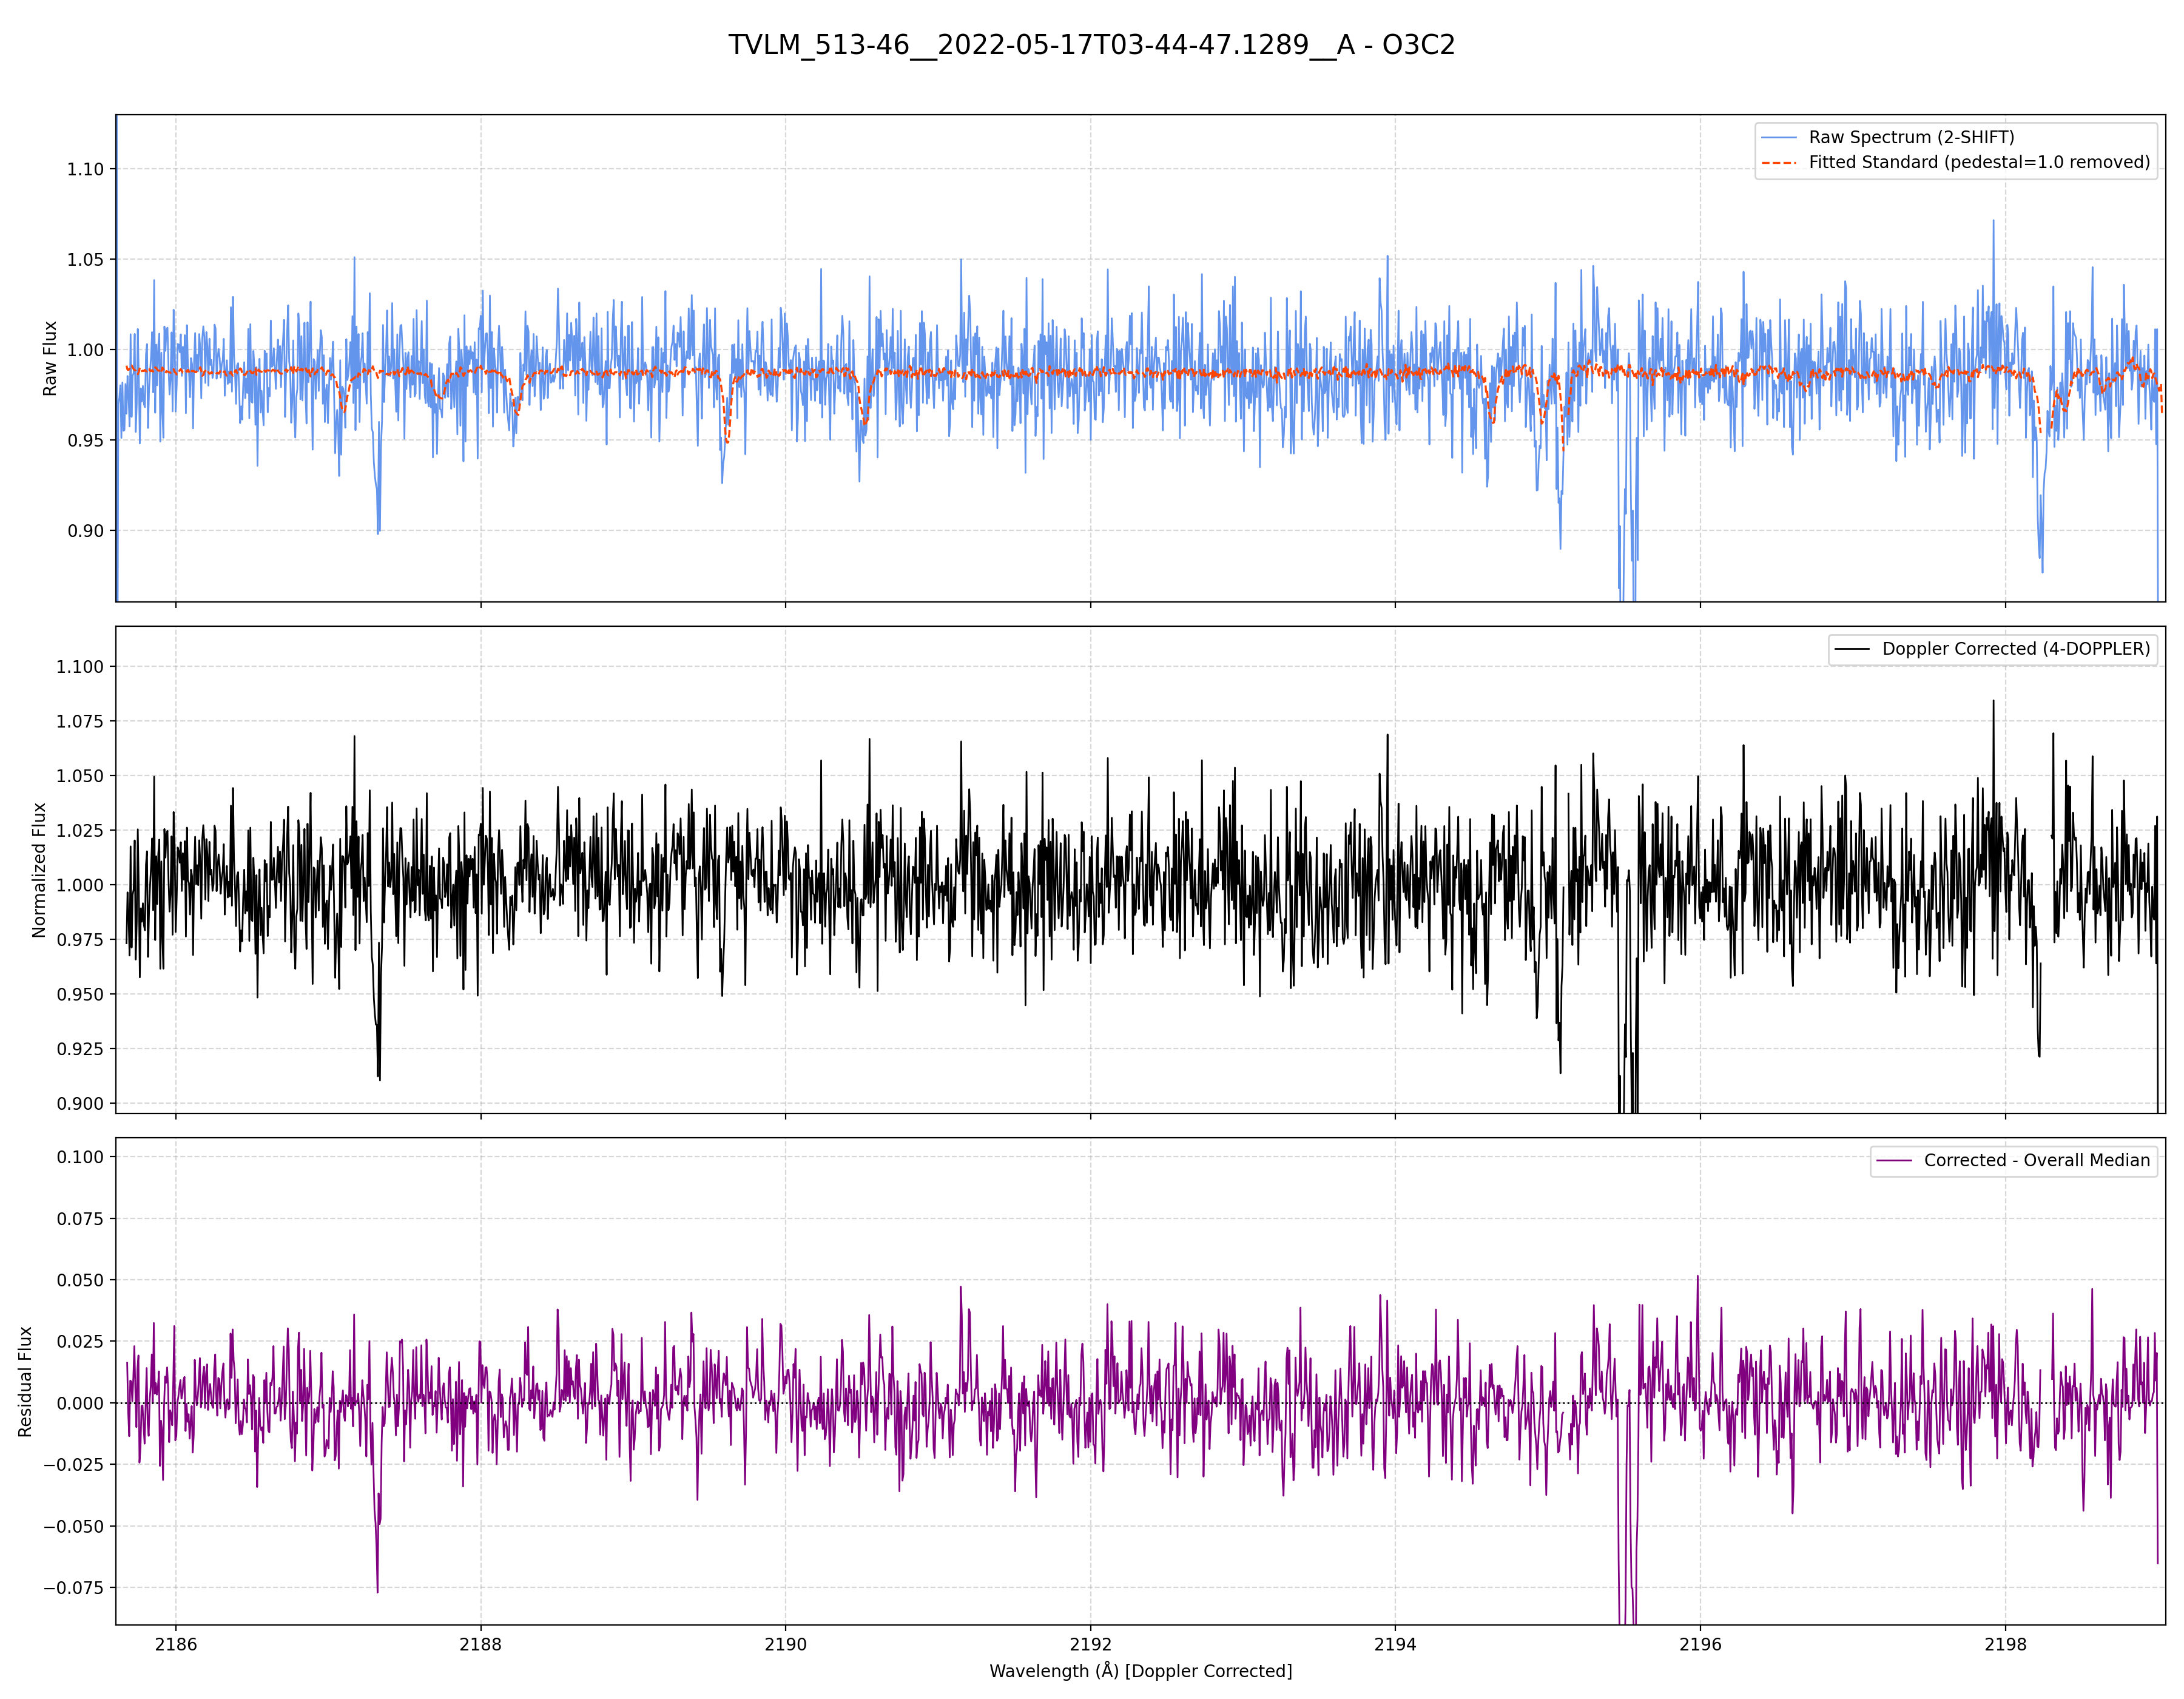 TVLM_513-46__2022-05-17T03-44-47.1289__A - O3C2
Raw Spectrum (2-SHIFT)
Fitted Standard (pedestal=1.0 removed)
Raw Flux
1.10
1.05
1.00
0.95
0.90
Doppler Corrected (4-DOPPLER)
Normalized Flux
1.100
1.075
1.050
1.025
1.000
0.975
0.950
0.925
0.900
Corrected - Overall Median
Residual Flux
0.100
0.075
0.050
0.025
0.000
−0.025
−0.050
−0.075
2186 2188 2190 2192 2194 2196 2198
Wavelength (Å) [Doppler Corrected]